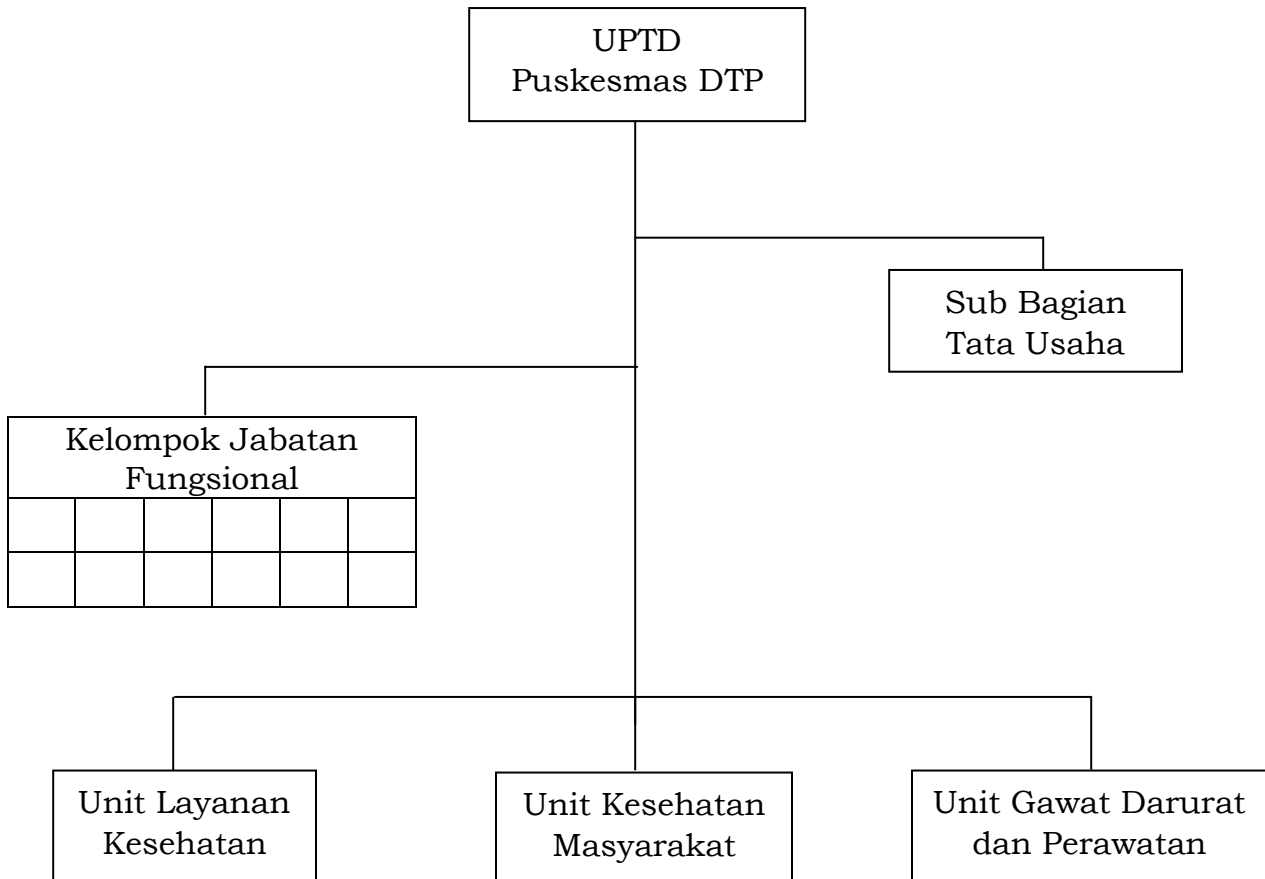 UPTD
Puskesmas DTP
Sub Bagian
Tata Usaha
Kelompok Jabatan
Fungsional
Unit Layanan
Kesehatan
Unit Kesehatan
Masyarakat
Unit Gawat Darurat
dan Perawatan